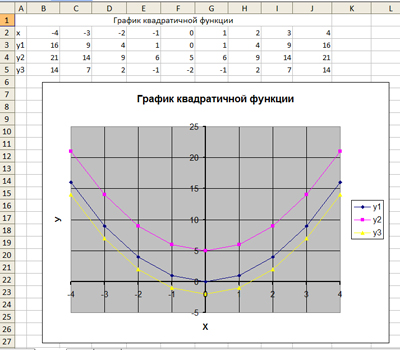 A B C D E F G H I J K L
1 График квадратичной функции
2 x -4 -3 -2 -1 0 1 2 3 4
3 y1 16 9 4 1 0 1 4 9 16
4 y2 21 14 9 6 5 6 9 14 21
5 y3 14 7 2 -1 -2 -1 2 7 14
6
7
8
9
10
11
12
13
14
15
16
17
18
19
20
21
22
23
24
25
26
27
График квадратичной функции
25
20
15
10
5
0
-5
-4 -3 -2 -1 0 1 2 3 4
У
Х
y1
y2
y3